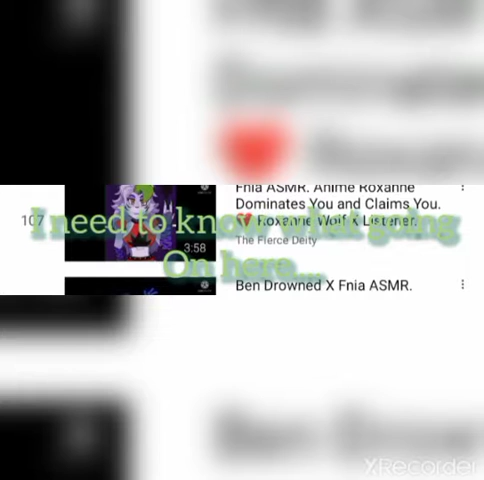 Fnia ASMR. Anime Roxanne
Dominates You and Claims You.
107
❤️ Roxanne Wolf x Listener.
I need to know what going
The Fierce Deity
3:58
On here....
Ben Drowned X Fnia ASMR.
XRecorder